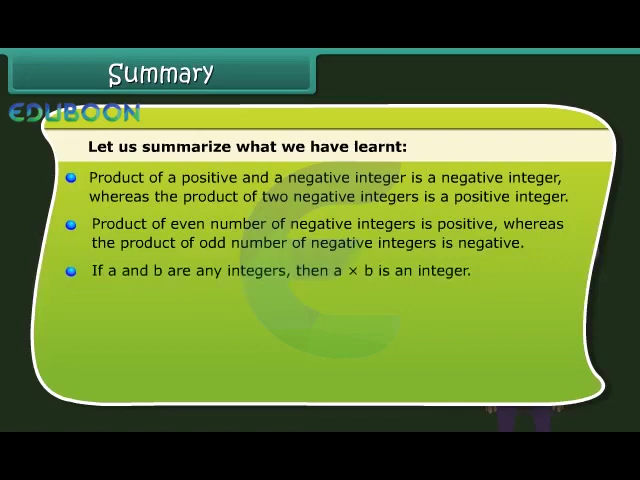 Summary
EDUBOON
Let us summarize what we have learnt:
Product of a positive and a negative integer is a negative integer,
whereas the product of two negative integers is a positive integer.
Product of even number of negative integers is positive, whereas
the product of odd number of negative integers is negative.
If a and b are any integers, then a × b is an integer.